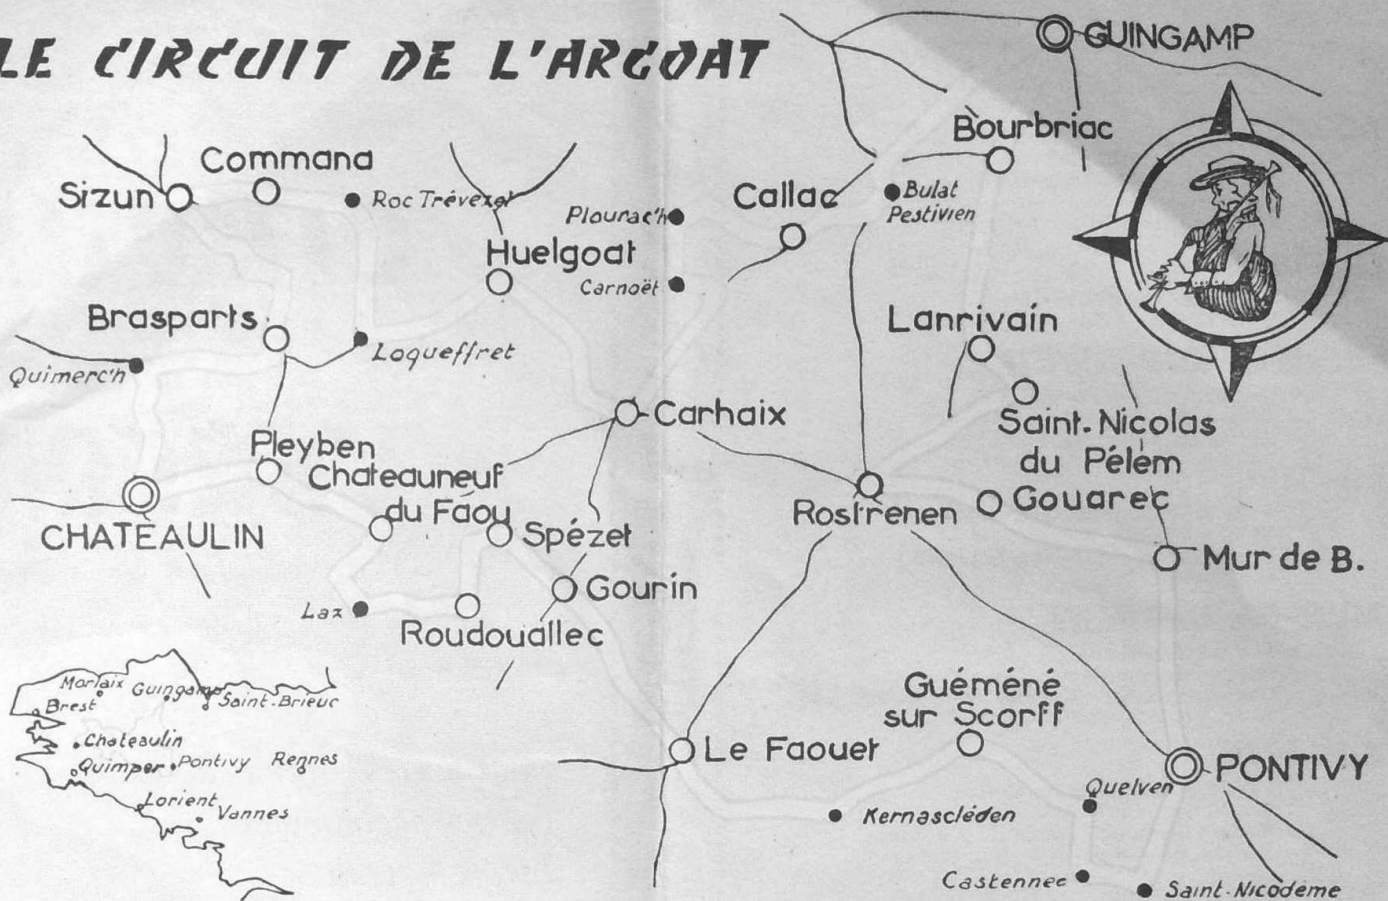 LE CIRCUIT DE L'ARGOAT
GUINGAMP
Bourbriac
Command
Sizun
Roc Trévezel
Callac
Bulat
Pestivien
Plourac'h
Huelgoat
Carnoët
Brasparts
Lanrivain
Quimerc'h
Loqueffret
Carhaix
Saint. Nicolas
du Pélem
Pleyben
Chateauneuf
du Faou
Gouarec
Rostrenen
CHATEAULIN
Spézet
Mur de B.
Gourin
Laz
Roudouallec
Morlaix
Guingamp
Saint-Brieuc
Brest
Guéméné
sur Scorff
Chateaulin
Le Faouet
Quimper
Pontivy
Rennes
PONTIVY
Quelven
Lorient
Vannes
Kernascléden
Castennec
Saint-Nicodeme